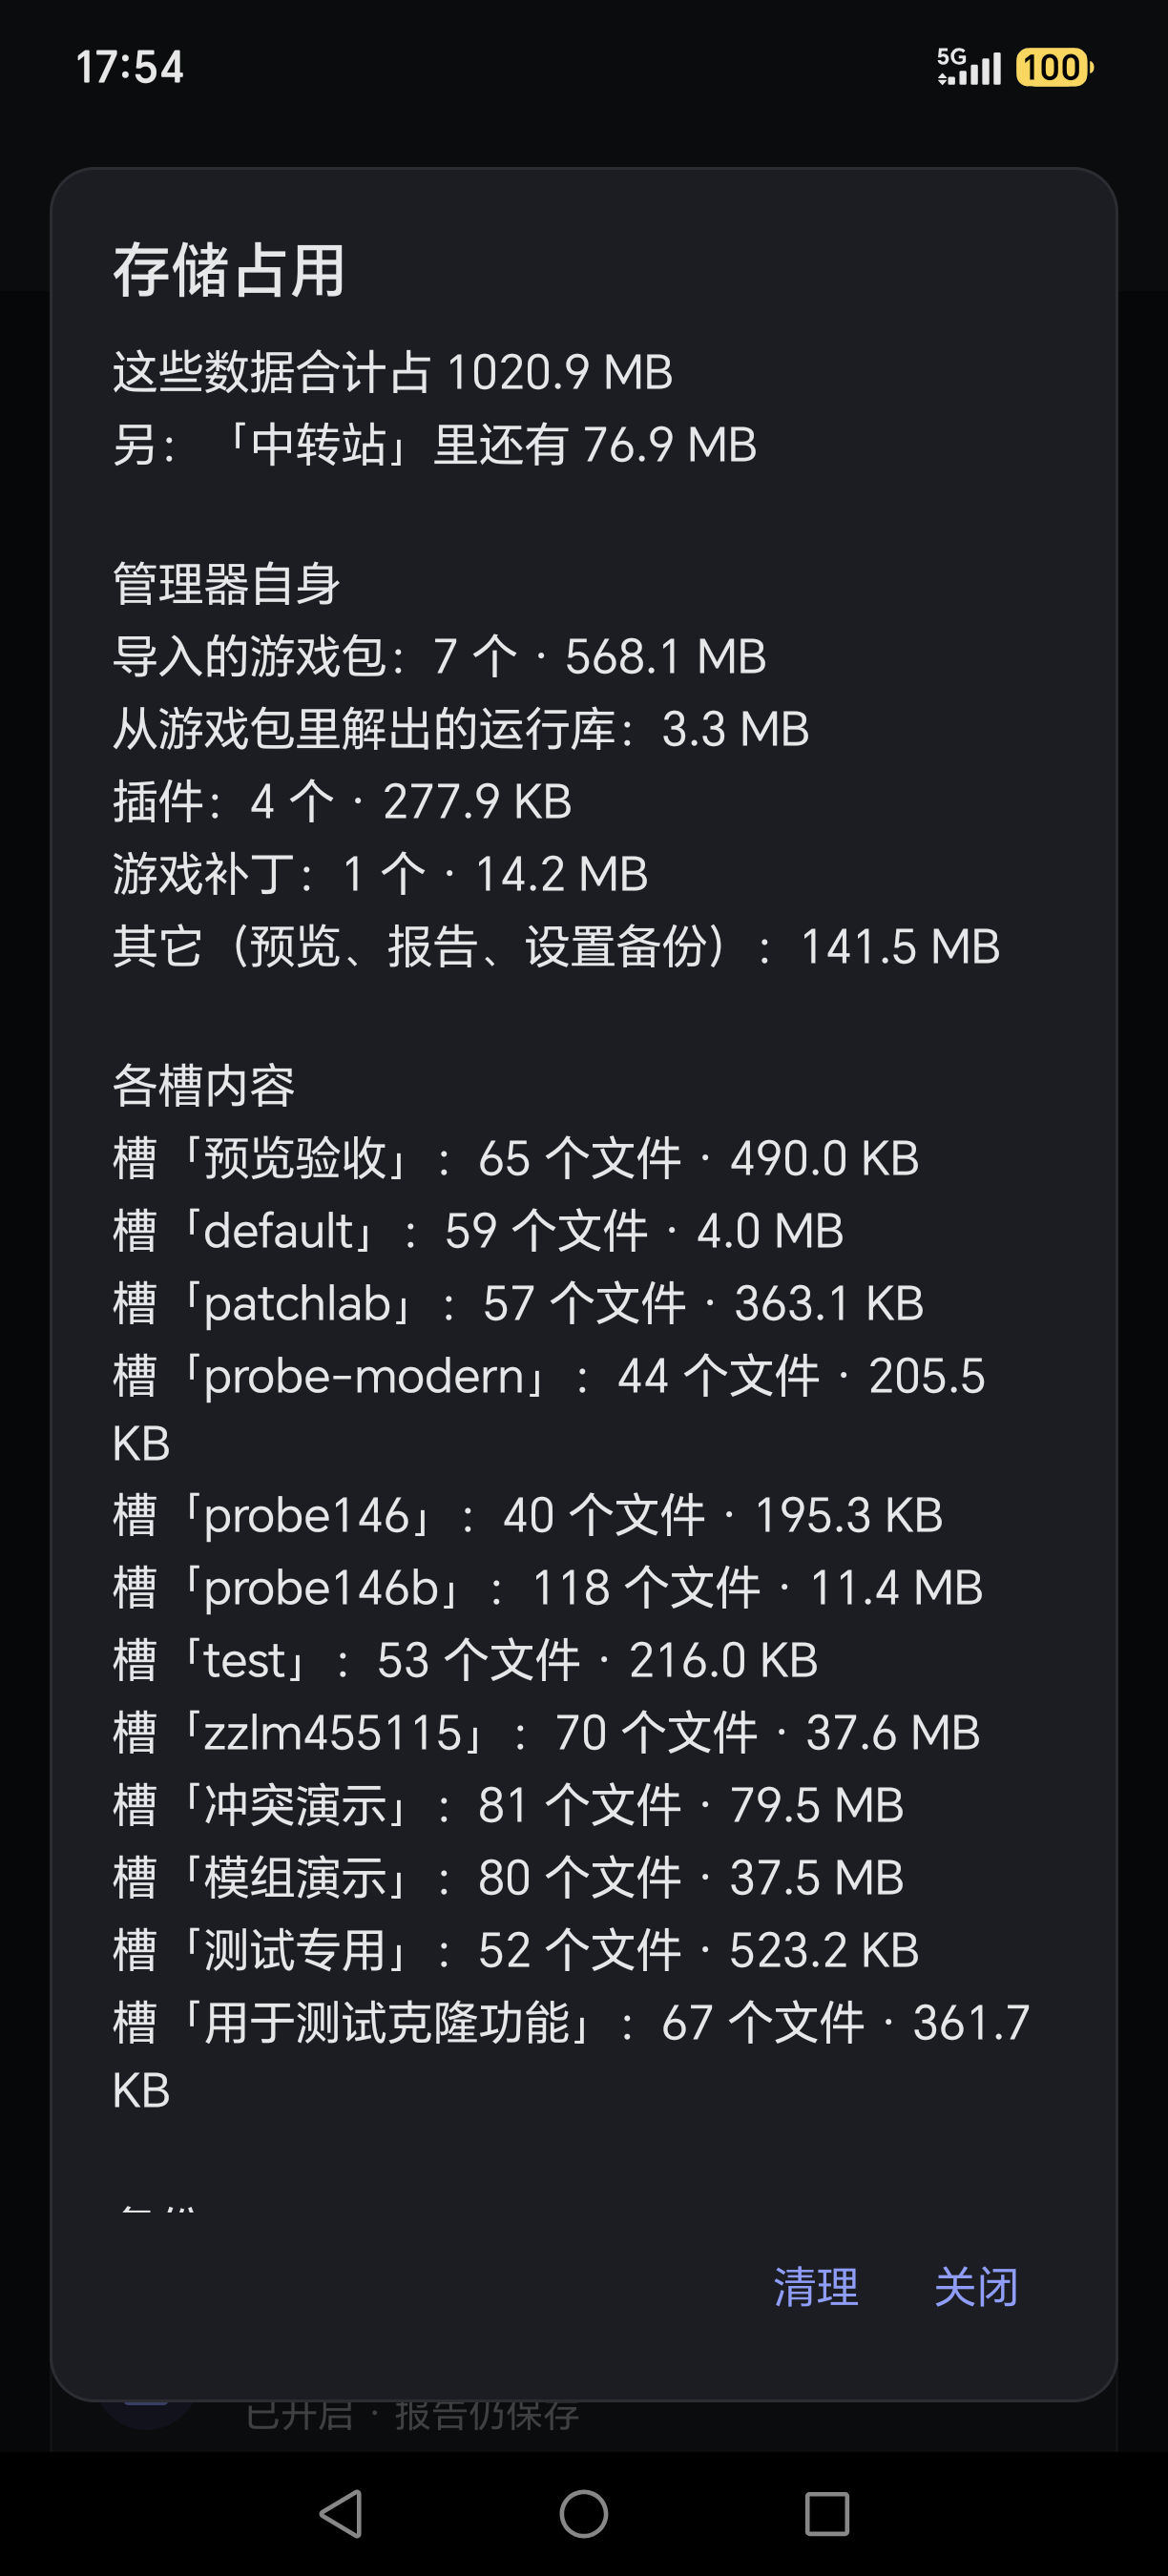 17:54
5G
100
存储占用
这些数据合计占 1020.9 MB
另：「中转站」里还有 76.9 MB
管理器自身
导入的游戏包：7 个 · 568.1 MB
从游戏包里解出的运行库：3.3 MB
插件：4 个 · 277.9 KB
游戏补丁：1 个 · 14.2 MB
其它（预览、报告、设置备份）：141.5 MB
各槽内容
槽「预览验收」：65 个文件 · 490.0 KB
槽「default」：59 个文件 · 4.0 MB
槽「patchlab」：57 个文件 · 363.1 KB
槽「probe-modern」：44 个文件 · 205.5
KB
槽「probe146」：40 个文件 · 195.3 KB
槽「probe146b」：118 个文件 · 11.4 MB
槽「test」：53 个文件 · 216.0 KB
槽「zzlm455115」：70 个文件 · 37.6 MB
槽「冲突演示」：81 个文件 · 79.5 MB
槽「模组演示」：80 个文件 · 37.5 MB
槽「测试专用」：52 个文件 · 523.2 KB
槽「用于测试克隆功能」：67 个文件 · 361.7
KB
清理 关闭
已开启 · 报告仍保存